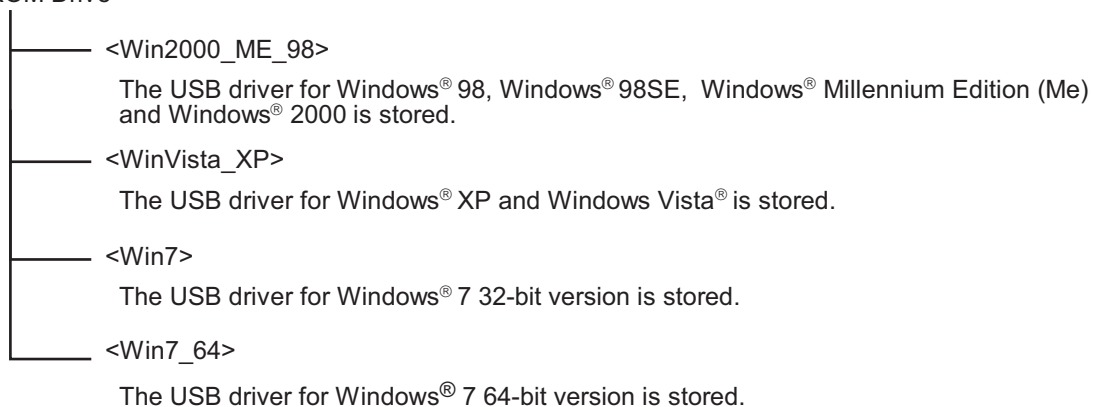 <Win2000_ME_98>
The USB driver for Windows® 98, Windows® 98SE, Windows® Millennium Edition (Me)
and Windows® 2000 is stored.
<WinVista_XP>
The USB driver for Windows® XP and Windows Vista® is stored.
<Win7>
The USB driver for Windows® 7 32-bit version is stored.
<Win7_64>
The USB driver for Windows® 7 64-bit version is stored.